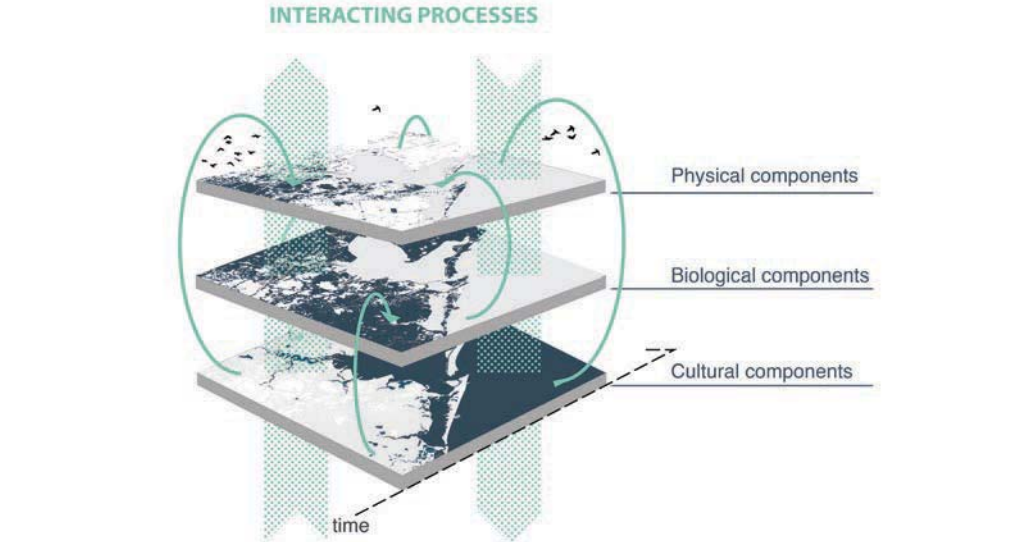 INTERACTING PROCESSES
Physical components
Biological components
Cultural components
time